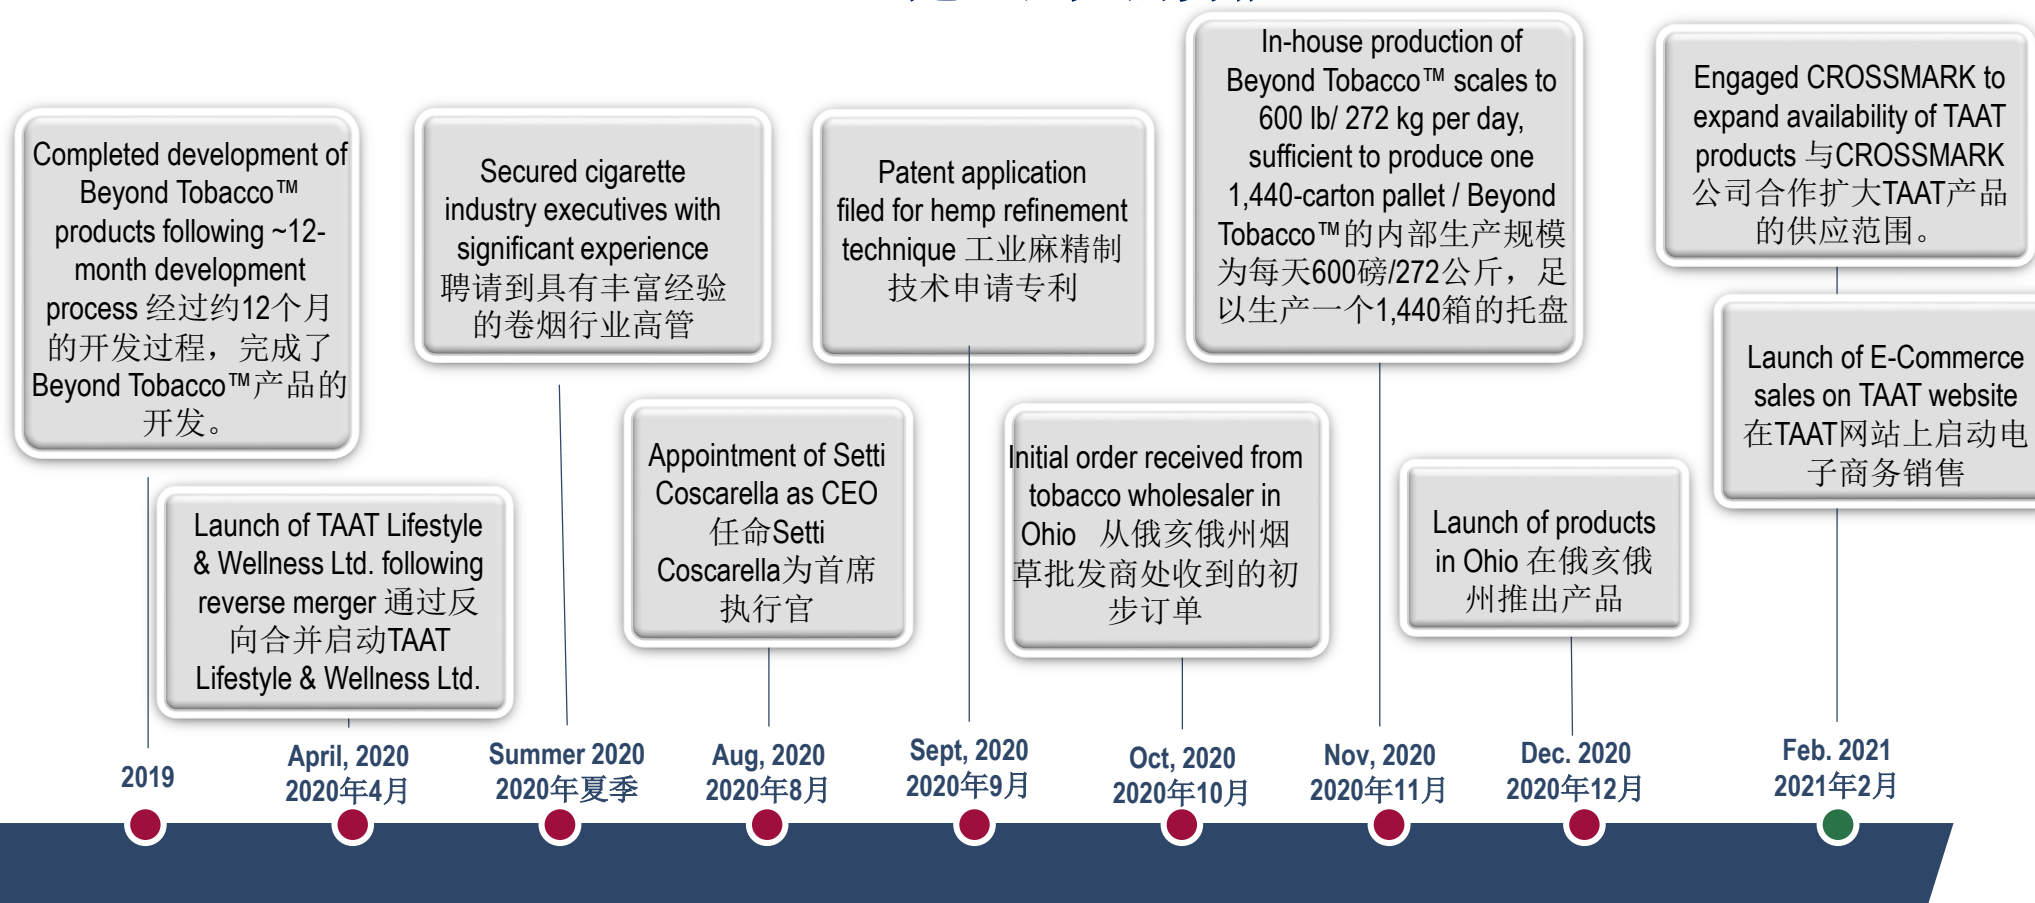 Completed development of
Beyond Tobacco™
products following ~12-
month development
process 经过约12个月
的开发过程，完成了
Beyond Tobacco™产品的
开发。
Launch of TAAT Lifestyle
& Wellness Ltd. following
reverse merger 通过反
向合并启动TAAT
Lifestyle & Wellness Ltd.
Secured cigarette
industry executives with
significant experience
聘请到具有丰富经验
的卷烟行业高管
Appointment of Setti
Coscarella as CEO
任命Setti
Coscarella为首席
执行官
Patent application
filed for hemp refinement
technique 工业麻精制
技术申请专利
Initial order received from
tobacco wholesaler in
Ohio 从俄亥俄州烟
草批发商处收到的初
步订单
In-house production of
Beyond Tobacco™ scales to
600 lb/ 272 kg per day,
sufficient to produce one
1,440-carton pallet / Beyond
Tobacco™的内部生产规模
为每天600磅/272公斤，足
以生产一个1,440箱的托盘
Launch of products
in Ohio 在俄亥俄
州推出产品
Engaged CROSSMARK to
expand availability of TAAT
products 与CROSSMARK
公司合作扩大TAAT产品
的供应范围。
Launch of E-Commerce
sales on TAAT website
在TAAT网站上启动电
子商务销售
2019
April, 2020
2020年4月
Summer 2020
2020年夏季
Aug, 2020
2020年8月
Sept, 2020
2020年9月
Oct, 2020
2020年10月
Nov, 2020
2020年11月
Dec. 2020
2020年12月
Feb. 2021
2021年2月